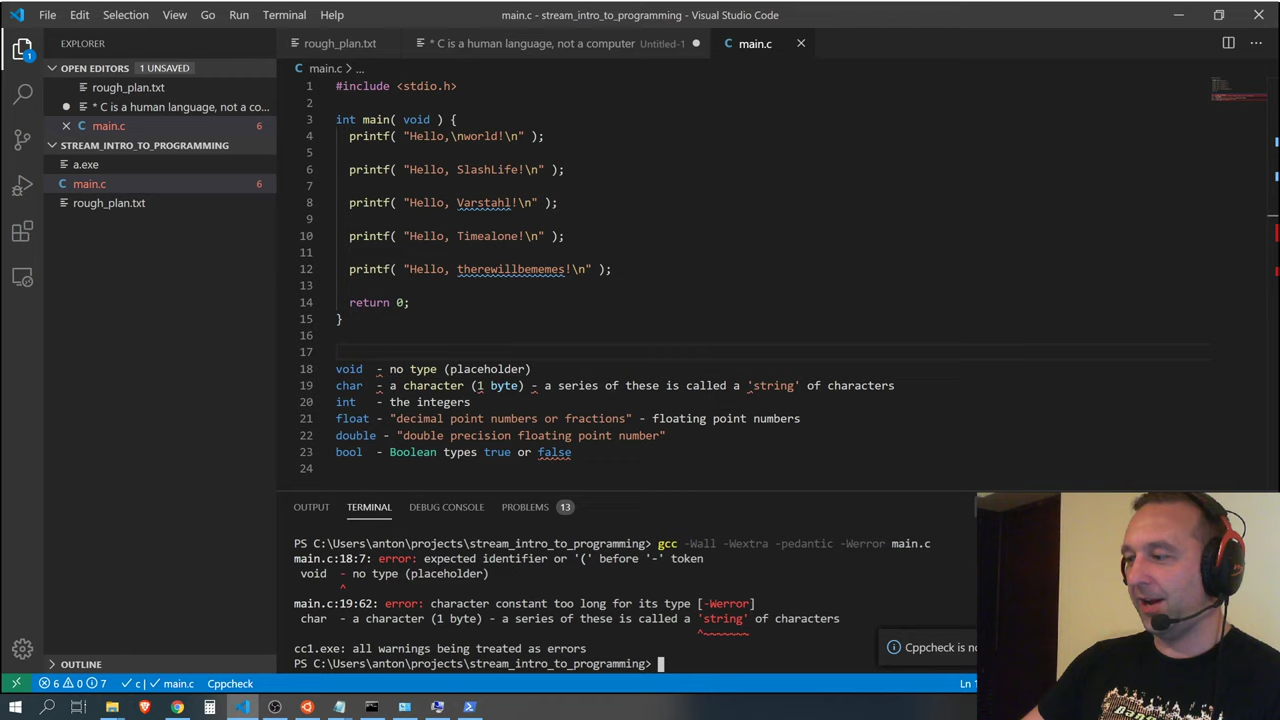 File Edit Selection View Go Run Terminal Help main.c - stream_intro_to_programming - Visual Studio Code
EXPLORER
rough_plan.txt * C is a human language, not a computer Untitled-1 C main.c
OPEN EDITORS 1 UNSAVED
rough_plan.txt
* C is a human language, not a co...
C main.c 6
STREAM_INTRO_TO_PROGRAMMING
a.exe
C main.c 6
rough_plan.txt
1
OUTLINE
C main.c > ...
1 #include <stdio.h>
2
3 int main( void ) {
4 printf( "Hello,\nworld!\n" );
5
6 printf( "Hello, SlashLife!\n" );
7
8 printf( "Hello, Varstahl!\n" );
9
10 printf( "Hello, Timealone!\n" );
11
12 printf( "Hello, therewillbememes!\n" );
13
14 return 0;
15 }
16
17
18 void - no type (placeholder)
19 char - a character (1 byte) - a series of these is called a 'string' of characters
20 int - the integers
21 float - "decimal point numbers or fractions" - floating point numbers
22 double - "double precision floating point number"
23 bool - Boolean types true or false
24
OUTPUT TERMINAL DEBUG CONSOLE PROBLEMS 13
PS C:\Users\anton\projects\stream_intro_to_programming> gcc -Wall -Wextra -pedantic -Werror main.c
main.c:18:7: error: expected identifier or '(' before '-' token
void - no type (placeholder)
^
main.c:19:62: error: character constant too long for its type [-Werror]
char - a character (1 byte) - a series of these is called a 'string' of characters
^~~~~~~~
cc1.exe: all warnings being treated as errors
PS C:\Users\anton\projects\stream_intro_to_programming>
Cppcheck is no
6 0 7 c | main.c Cppcheck Ln 1